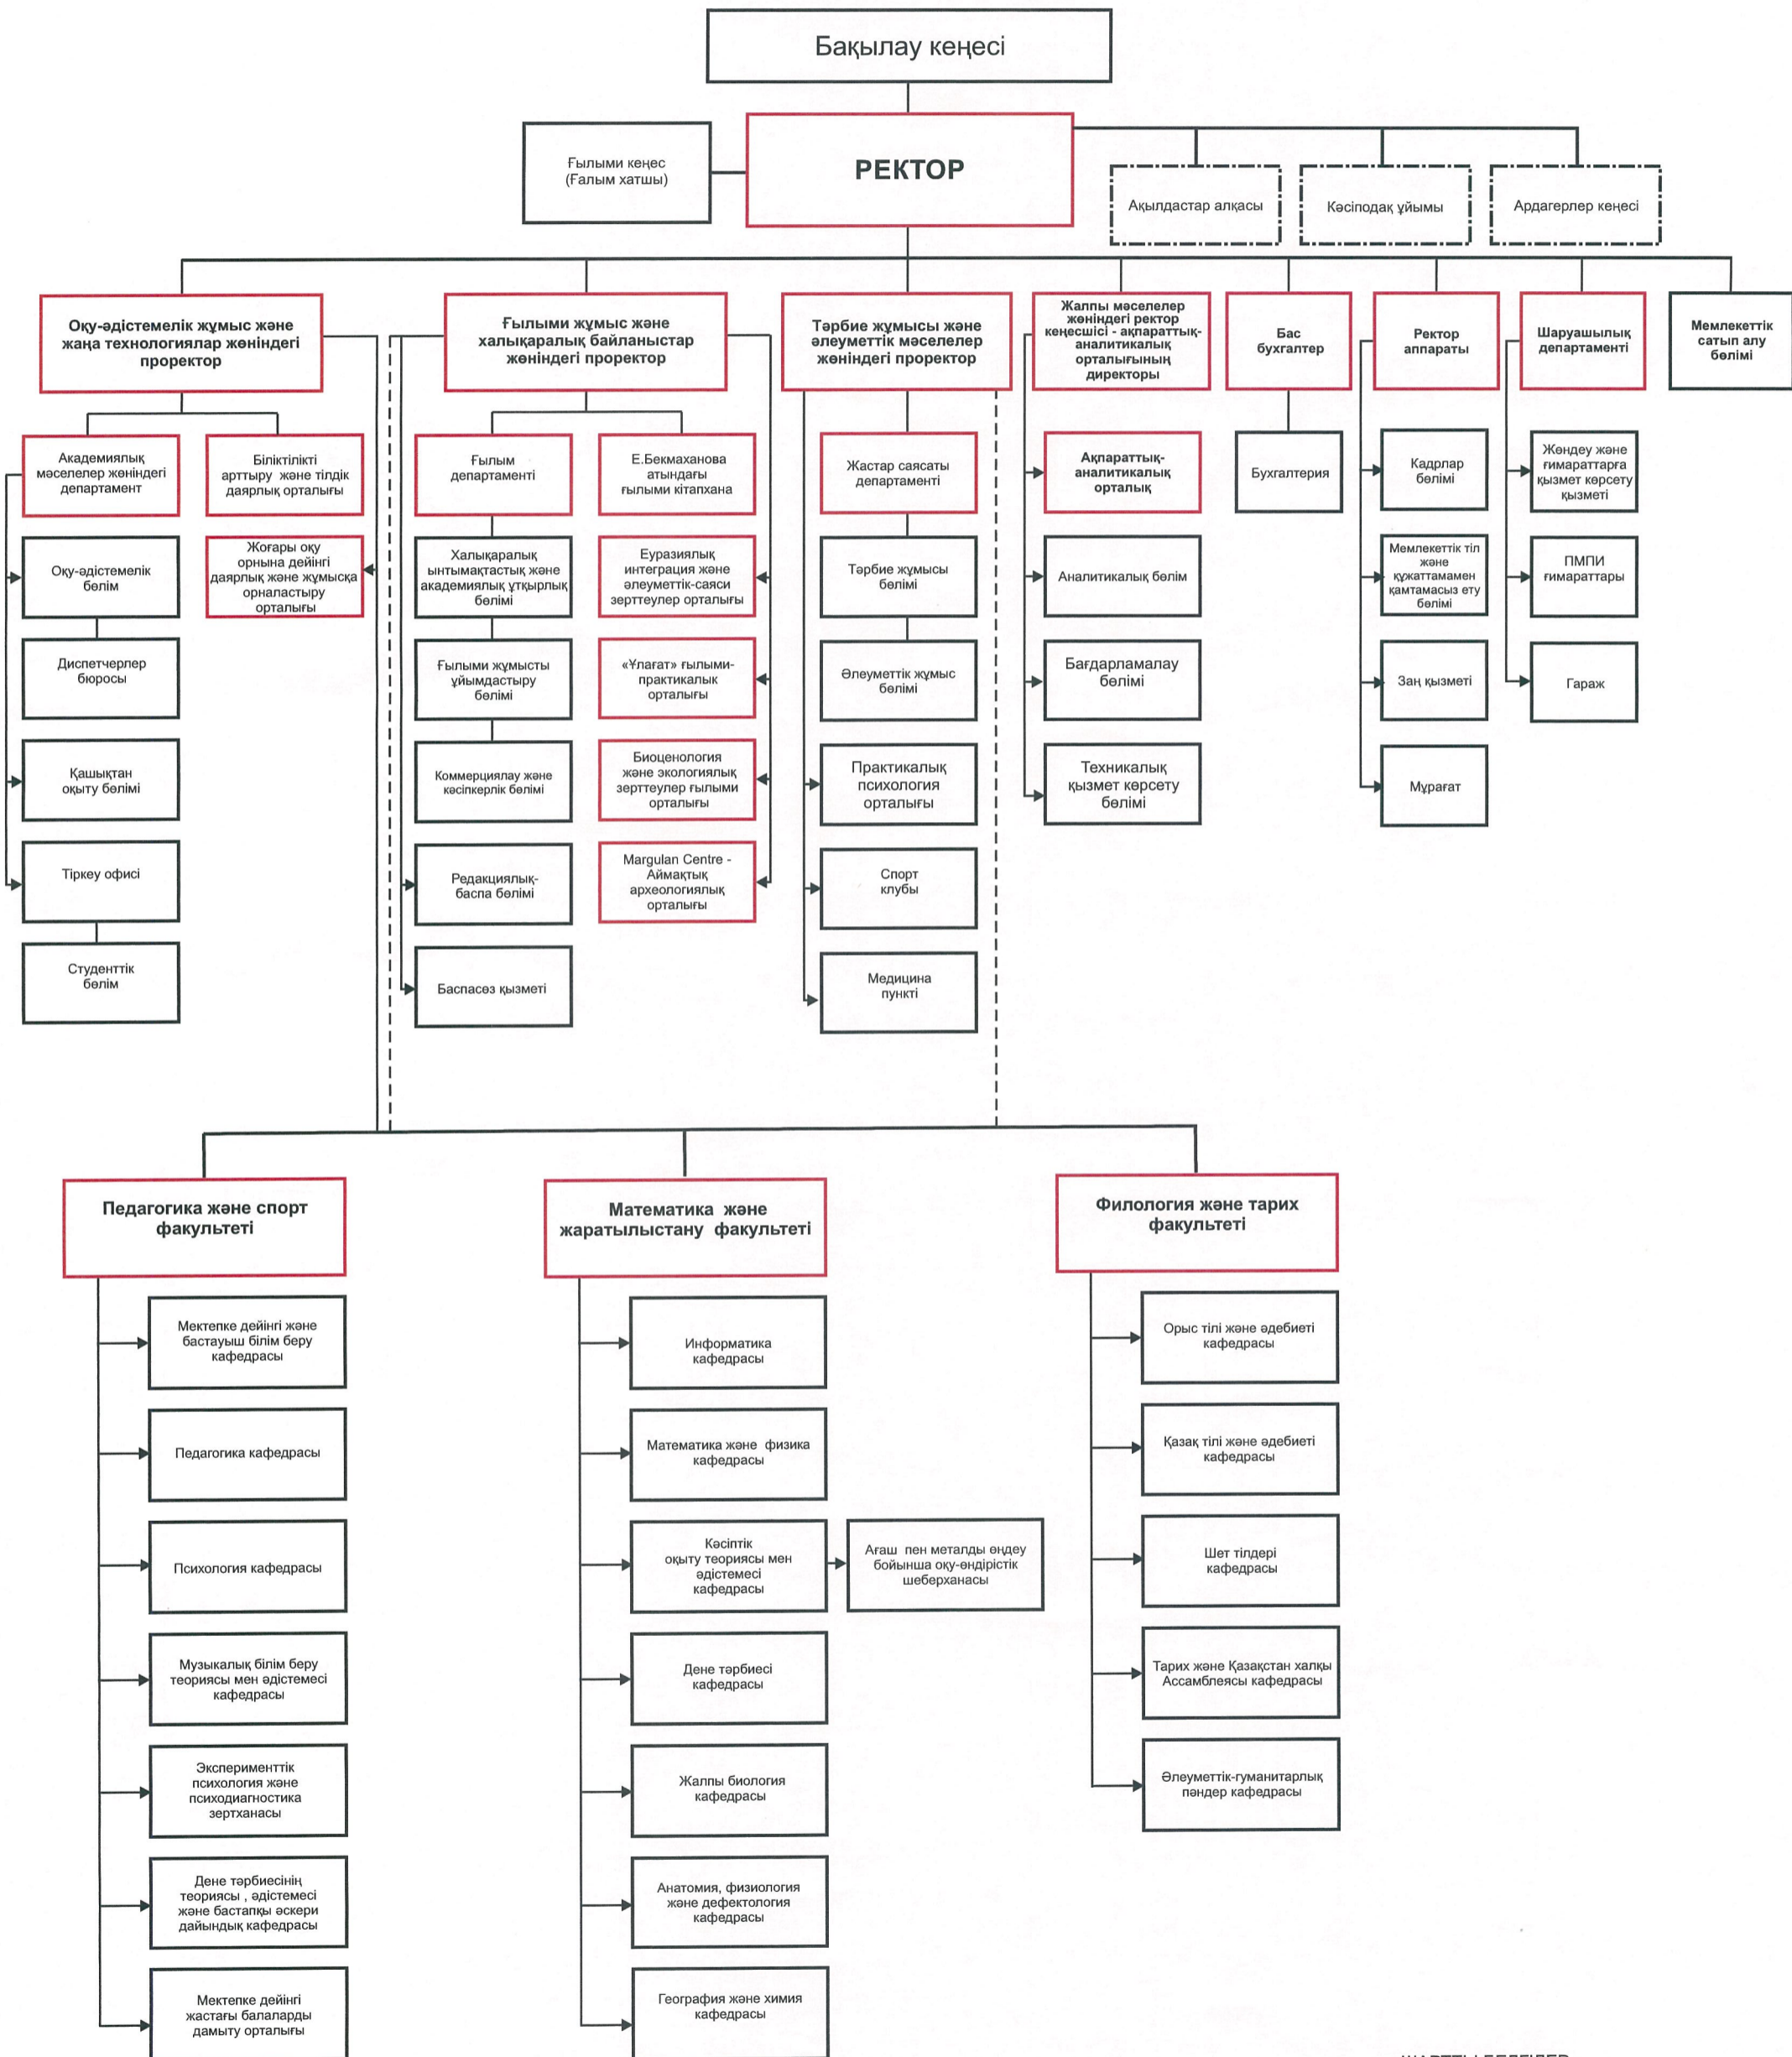 Бақылау кеңесі
РЕКТОР
Ғылыми кеңес
(Ғалым хатшы)
Ақылдастар алқасы
Кәсіподақ ұйымы
Ардагерлер кеңесі
Оқу-әдістемелік жұмыс және
жаңа технологиялар жөніндегі
проректор
Ғылыми жұмыс және
халықаралық байланыстар
жөніндегі проректор
Тәрбие жұмысы және
әлеуметтік мәселелер
жөніндегі проректор
Жалпы мәселелер
жөніндегі ректор
кеңесшісі - ақпараттық-
аналитикалық
орталығының
директоры
Бас
бухгалтер
Ректор
аппараты
Шаруашылық
департаменті
Мемлекеттік
сатып алу
бөлімі
Академиялық
мәселелер жөніндегі
департамент
Біліктілікті
арттыру және тілдік
даярлық орталығы
Оқу-әдістемелік
бөлім
Жоғары оқу
орнына дейінгі
даярлық және жұмысқа
орналастыру
орталығы
Диспетчерлер
бюросы
Қашықтан
оқыту бөлімі
Тіркеу офисі
Студенттік
бөлім
Ғылым
департаменті
Е.Бекмаханова
атындағы
ғылыми кітапхана
Халықаралық
ынтымақтастық және
академиялық ұтқырлық
бөлімі
Еуразиялық
интеграция және
әлеуметтік-саяси
зерттеулер орталығы
Ғылыми жұмысты
ұйымдастыру
бөлімі
«Ұлағат» ғылыми-
практикалык
орталығы
Коммерциялау және
кәсіпкерлік бөлімі
Биоценология
және экологиялық
зерттеулер ғылыми
орталығы
Редакциялық-
баспа бөлімі
Margulan Centre -
Аймақтық
археологиялық
орталығы
Баспасөз қызметі
Жастар саясаты
департаменті
Тәрбие жұмысы
бөлімі
Әлеуметтік жұмыс
бөлімі
Практикалық
психология
орталығы
Спорт
клубы
Медицина
пункті
Ақпараттық-
аналитикалық
орталық
Аналитикалық бөлім
Бағдарламалау
бөлімі
Техникалық
қызмет көрсету
бөлімі
Бухгалтерия
Кадрлар
бөлімі
Мемлекеттік тіл
және
құжаттамамен
қамтамасыз ету
бөлімі
Заң қызметі
Мұрағат
Жөндеу және
ғимараттарға
қызмет көрсету
қызметі
ПМПИ
ғимараттары
Гараж
Педагогика және спорт
факультеті
Мектепке дейінгі және
бастауыш білім беру
кафедрасы
Педагогика кафедрасы
Психология кафедрасы
Музыкалық білім беру
теориясы мен әдістемесі
кафедрасы
Эксперименттік
психология және
психодиагностика
зертханасы
Дене тәрбиесінің
теориясы , әдістемесі
және бастапқы әскери
дайындық кафедрасы
Мектепке дейінгі
жастағы балаларды
дамыту орталығы
Математика және
жаратылыстану факультеті
Информатика
кафедрасы
Математика және физика
кафедрасы
Кәсіптік
оқыту теориясы мен
әдістемесі
кафедрасы
Ағаш пен металды өңдеу
бойынша оқу-өндірістік
шеберханасы
Дене тәрбиесі
кафедрасы
Жалпы биология
кафедрасы
Анатомия, физиология
және дефектология
кафедрасы
География және химия
кафедрасы
Филология және тарих
факультеті
Орыс тілі және әдебиеті
кафедрасы
Қазақ тілі және әдебиеті
кафедрасы
Шет тілдері
кафедрасы
Тарих және Қазақстан халқы
Ассамблеясы кафедрасы
Әлеуметтік-гуманитарлық
пәндер кафедрасы